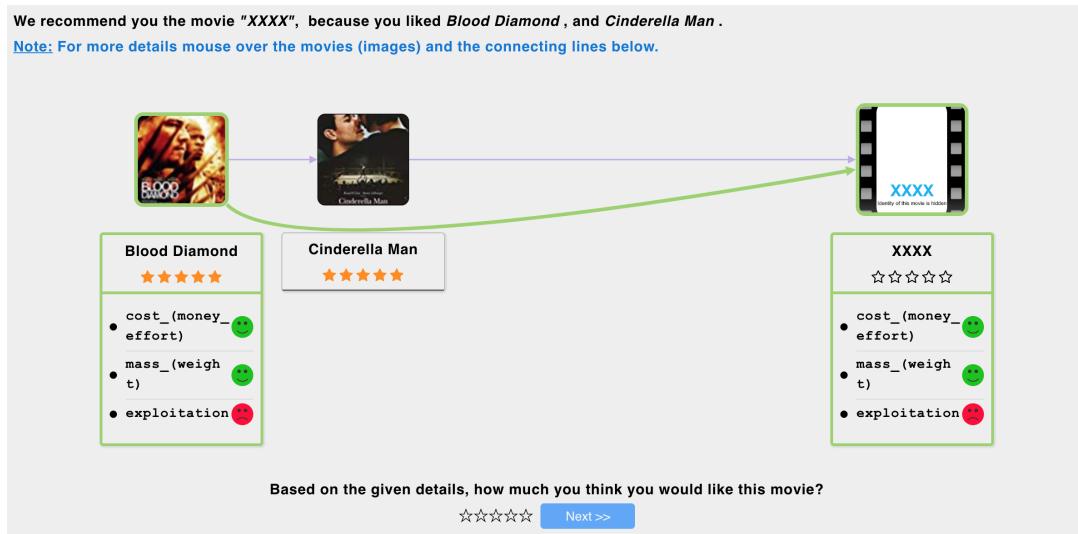 We recommend you the movie "XXXX", because you liked Blood Diamond , and Cinderella Man .
Note: For more details mouse over the movies (images) and the connecting lines below.
BLOOD
DIAMOND
Cinderella Man
XXXX
Identity of this movie is hidden
Blood Diamond
Cinderella Man
XXXX
cost_(money_
effort)
mass_(weigh
t)
exploitation
cost_(money_
effort)
mass_(weigh
t)
exploitation
Based on the given details, how much you think you would like this movie?
Next >>